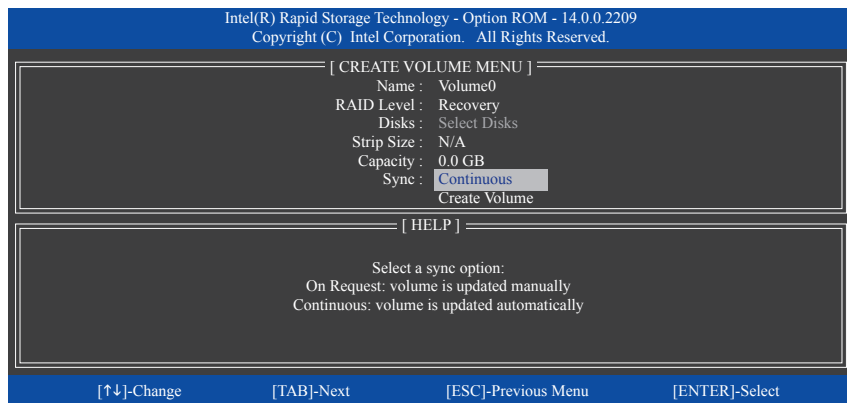 Intel(R) Rapid Storage Technology - Option ROM - 14.0.0.2209
Copyright (C) Intel Corporation. All Rights Reserved.
[ CREATE VOLUME MENU ]
Name : Volume0
RAID Level : Recovery
Disks : Select Disks
Strip Size : N/A
Capacity : 0.0 GB
Sync : Continuous
Create Volume
[ HELP ]
Select a sync option:
On Request: volume is updated manually
Continuous: volume is updated automatically
[↑↓]-Change [TAB]-Next [ESC]-Previous Menu [ENTER]-Select